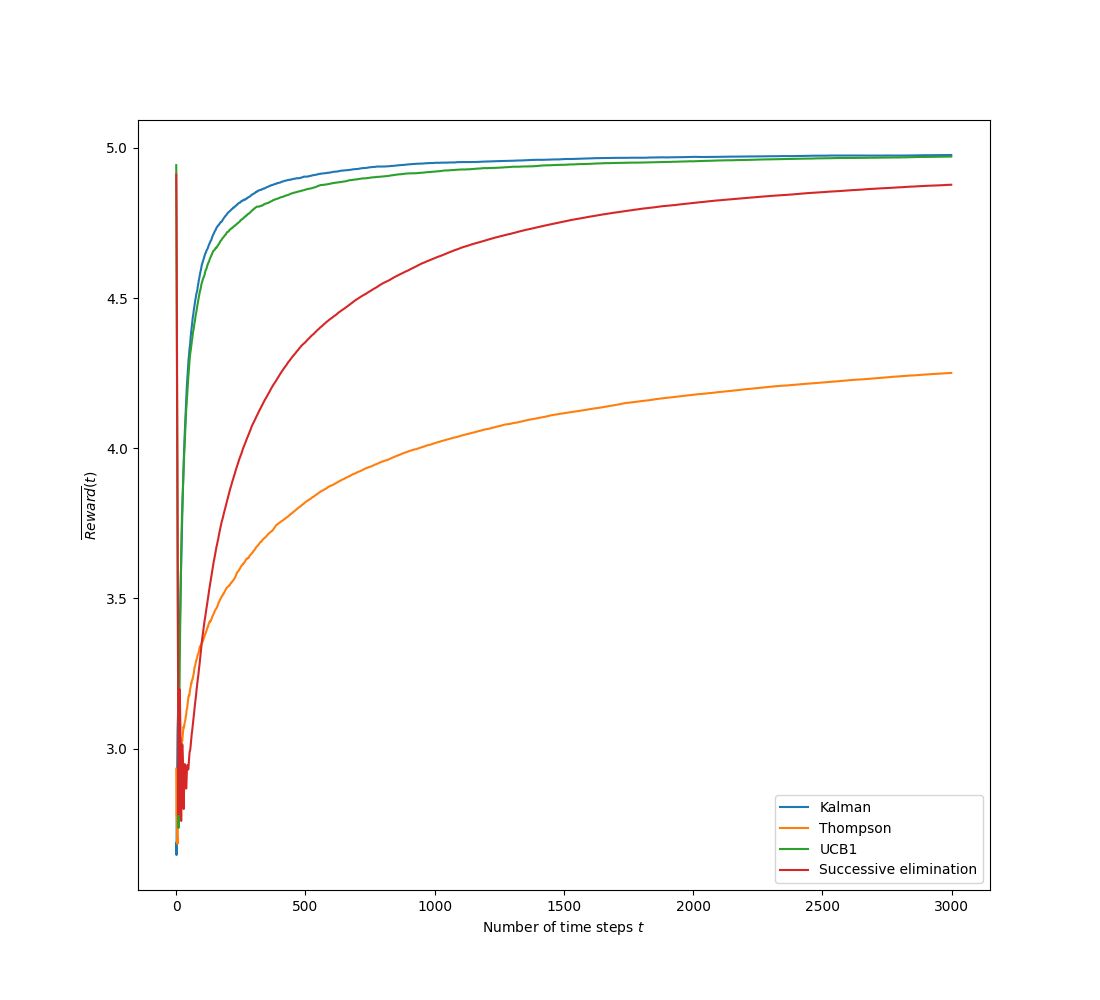 5.0
4.5
4.0
3.5
3.0
Reward(t)
0 500 1000 1500 2000 2500 3000
Number of time steps t
Kalman
Thompson
UCB1
Successive elimination